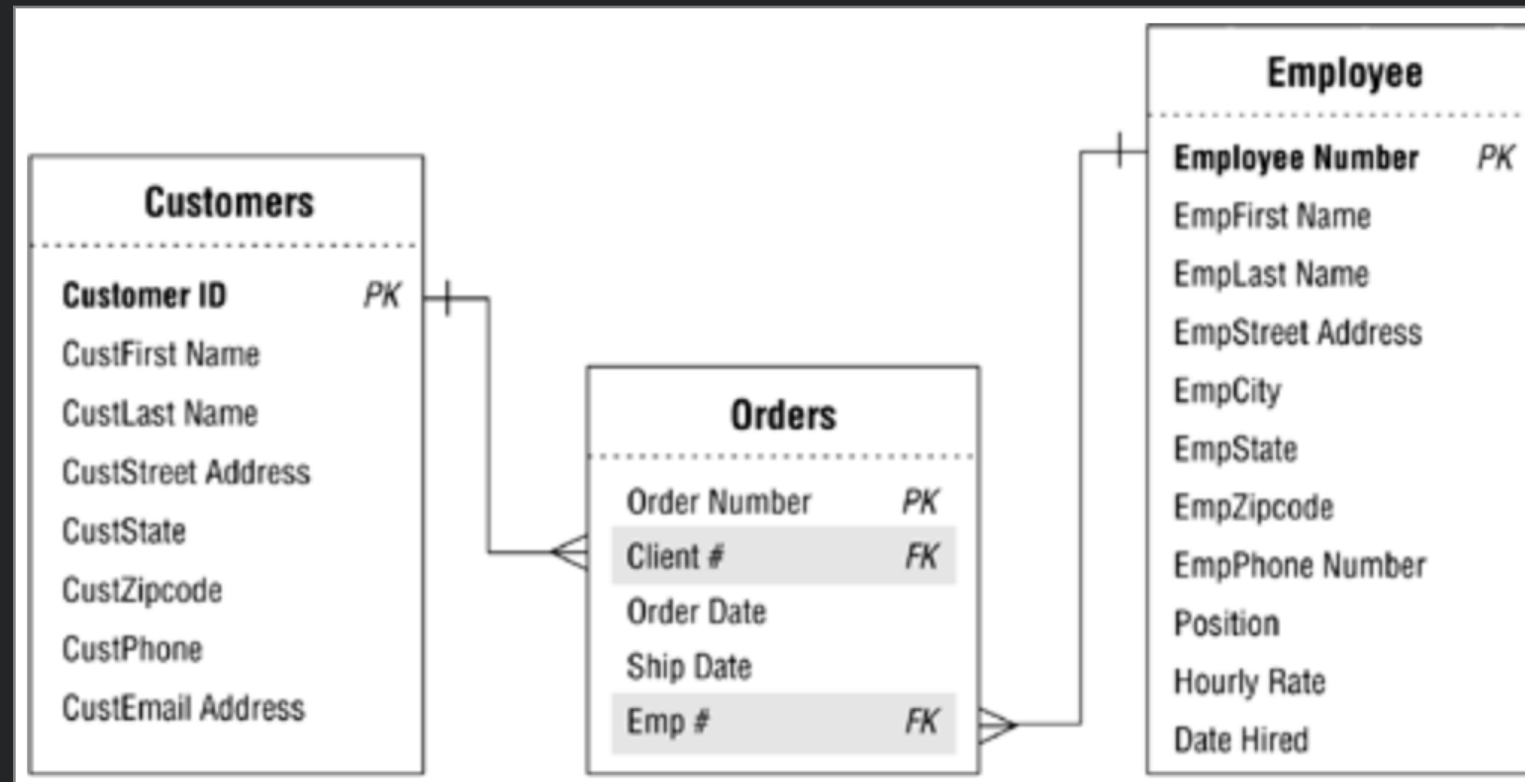 Customers
Customer ID PK
CustFirst Name
CustLast Name
CustStreet Address
CustState
CustZipcode
CustPhone
CustEmail Address
Orders
Order Number PK
Client # FK
Order Date
Ship Date
Emp # FK
Employee
Employee Number PK
EmpFirst Name
EmpLast Name
EmpStreet Address
EmpCity
EmpState
EmpZipcode
EmpPhone Number
Position
Hourly Rate
Date Hired